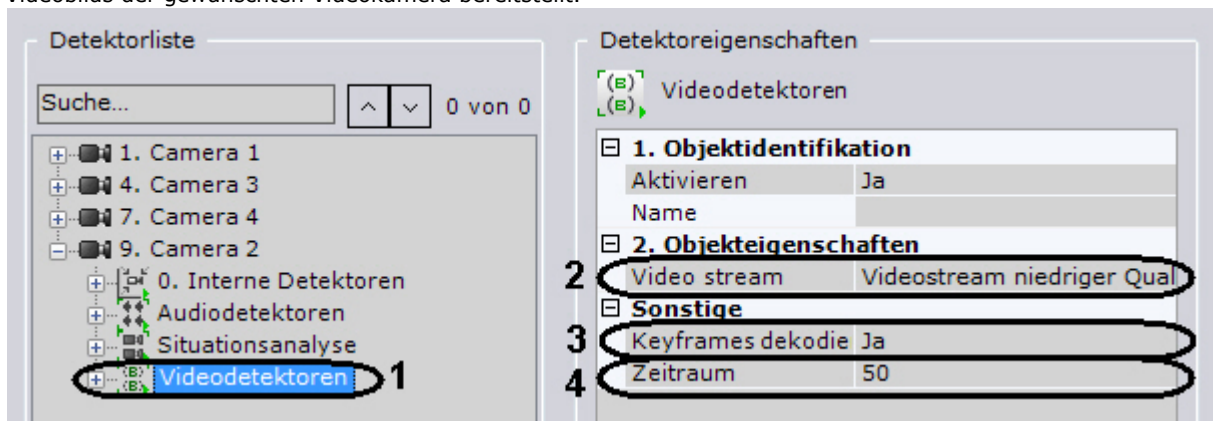 Videobilds der gewünschten Videokamera bereitstellt.
Detektorliste
Suche...
0 von 0
1. Camera 1
4. Camera 3
7. Camera 4
9. Camera 2
0. Interne Detektoren
Audiodetektoren
Situationsanalyse
Videodetektoren 1
Detektoreigenschaften
Videodetektoren
1. Objektidentifikation
Aktivieren Ja
Name
2. Objekteigenschaften
2 Video stream Videostream niedriger Qual
Sonstige
3 Keyframes dekodie Ja
4 Zeitraum 50